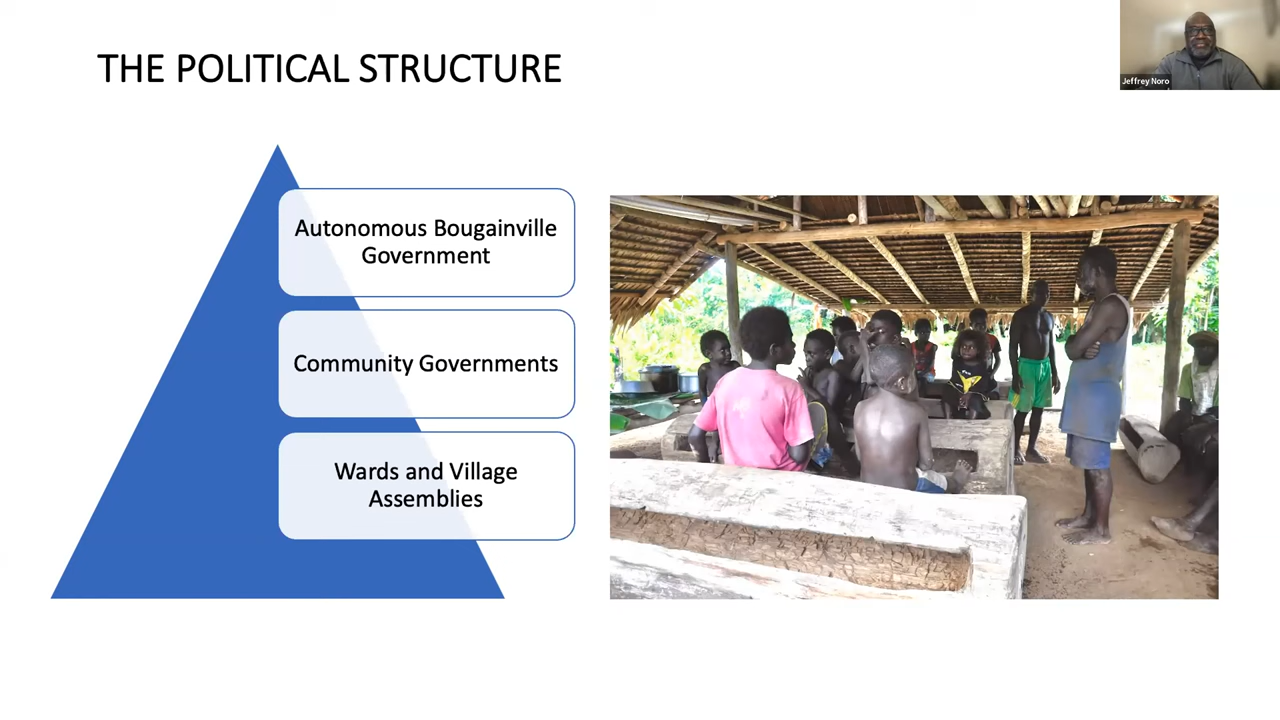 THE POLITICAL STRUCTURE
Jeffrey Noro
Autonomous Bougainville
Government
Community Governments
Wards and Village
Assemblies